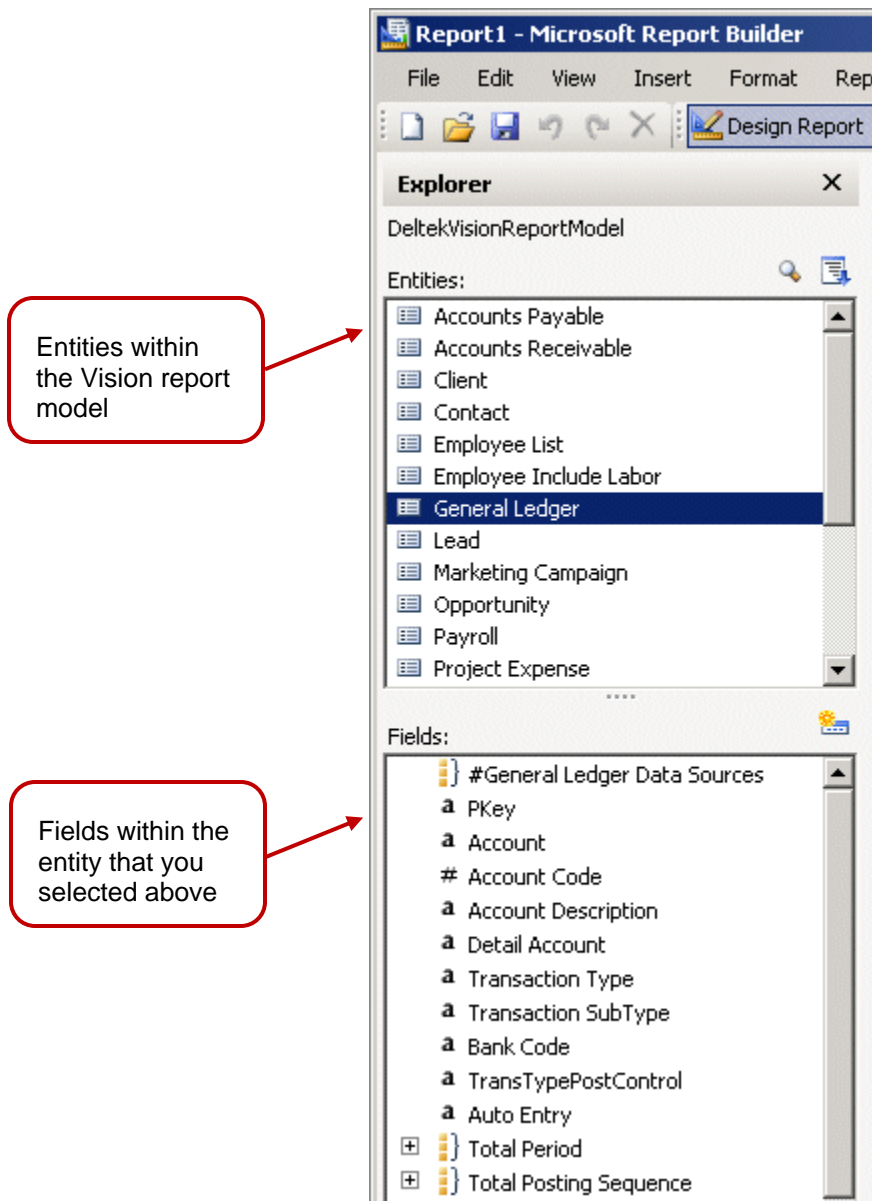 Report1 - Microsoft Report Builder
File Edit View Insert Format Rep
Design Report
Explorer
DeltekVisionReportModel
Entities:
Accounts Payable
Accounts Receivable
Client
Contact
Employee List
Employee Include Labor
General Ledger
Lead
Marketing Campaign
Opportunity
Payroll
Project Expense
Entities within
the Vision report
model
Fields:
#General Ledger Data Sources
a PKey
a Account
# Account Code
a Account Description
a Detail Account
a Transaction Type
a Transaction SubType
a Bank Code
a TransTypePostControl
a Auto Entry
Total Period
Total Posting Sequence
Fields within the
entity that you
selected above